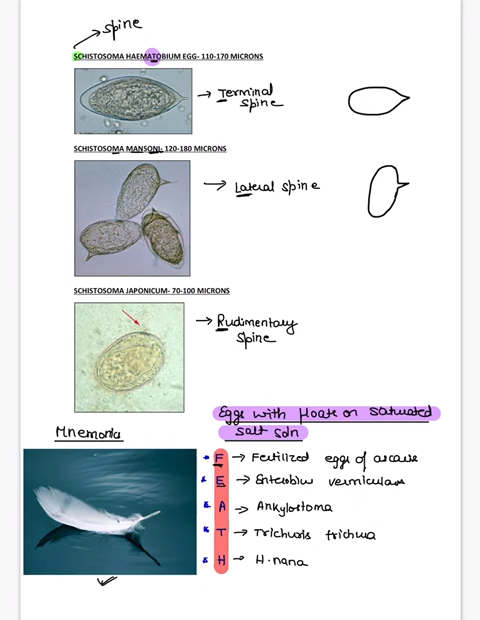 spine
SCHISTOSOMA HAEMATOBIUM EGG- 110-170 MICRONS
→ Terminal
spine
SCHISTOSOMA MANSONI- 120-180 MICRONS
→ Lateral spine
SCHISTOSOMA JAPONICUM- 70-100 MICRONS
→ Rudimentary
spine
Eggs with floate on saturated
salt soln
Mnemonic
* F → Fertilized eggs of ascaris
* E → Enterobius vermicularis
* A → Ankylostoma
* T → Trichuris trichura
* H → H. nana